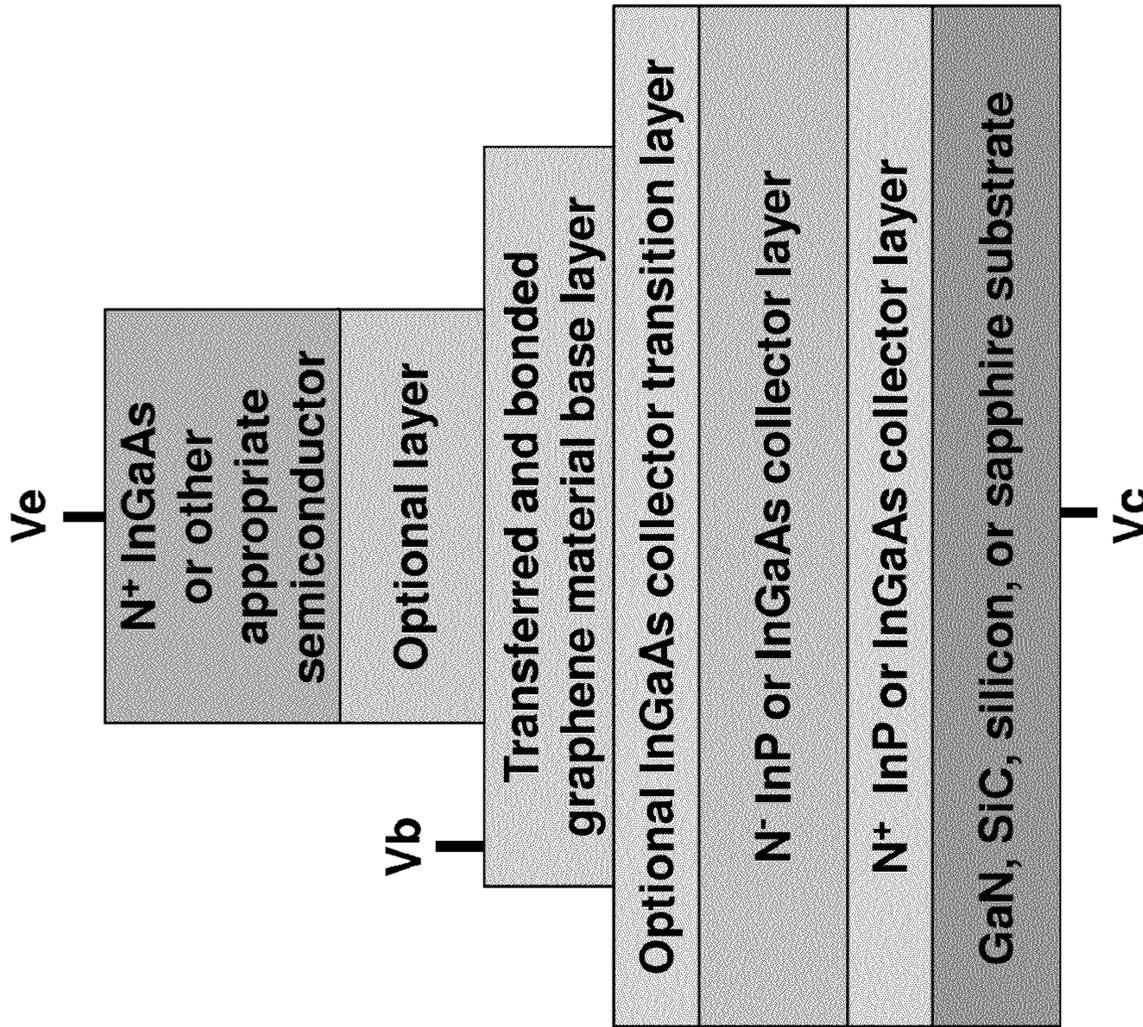 Ve
N⁺ InGaAs
or other
appropriate
semiconductor
Optional layer
Vb
Transferred and bonded
graphene material base layer
Optional InGaAs collector transition layer
N⁻ InP or InGaAs collector layer
N⁺ InP or InGaAs collector layer
GaN, SiC, silicon, or sapphire substrate
Vc